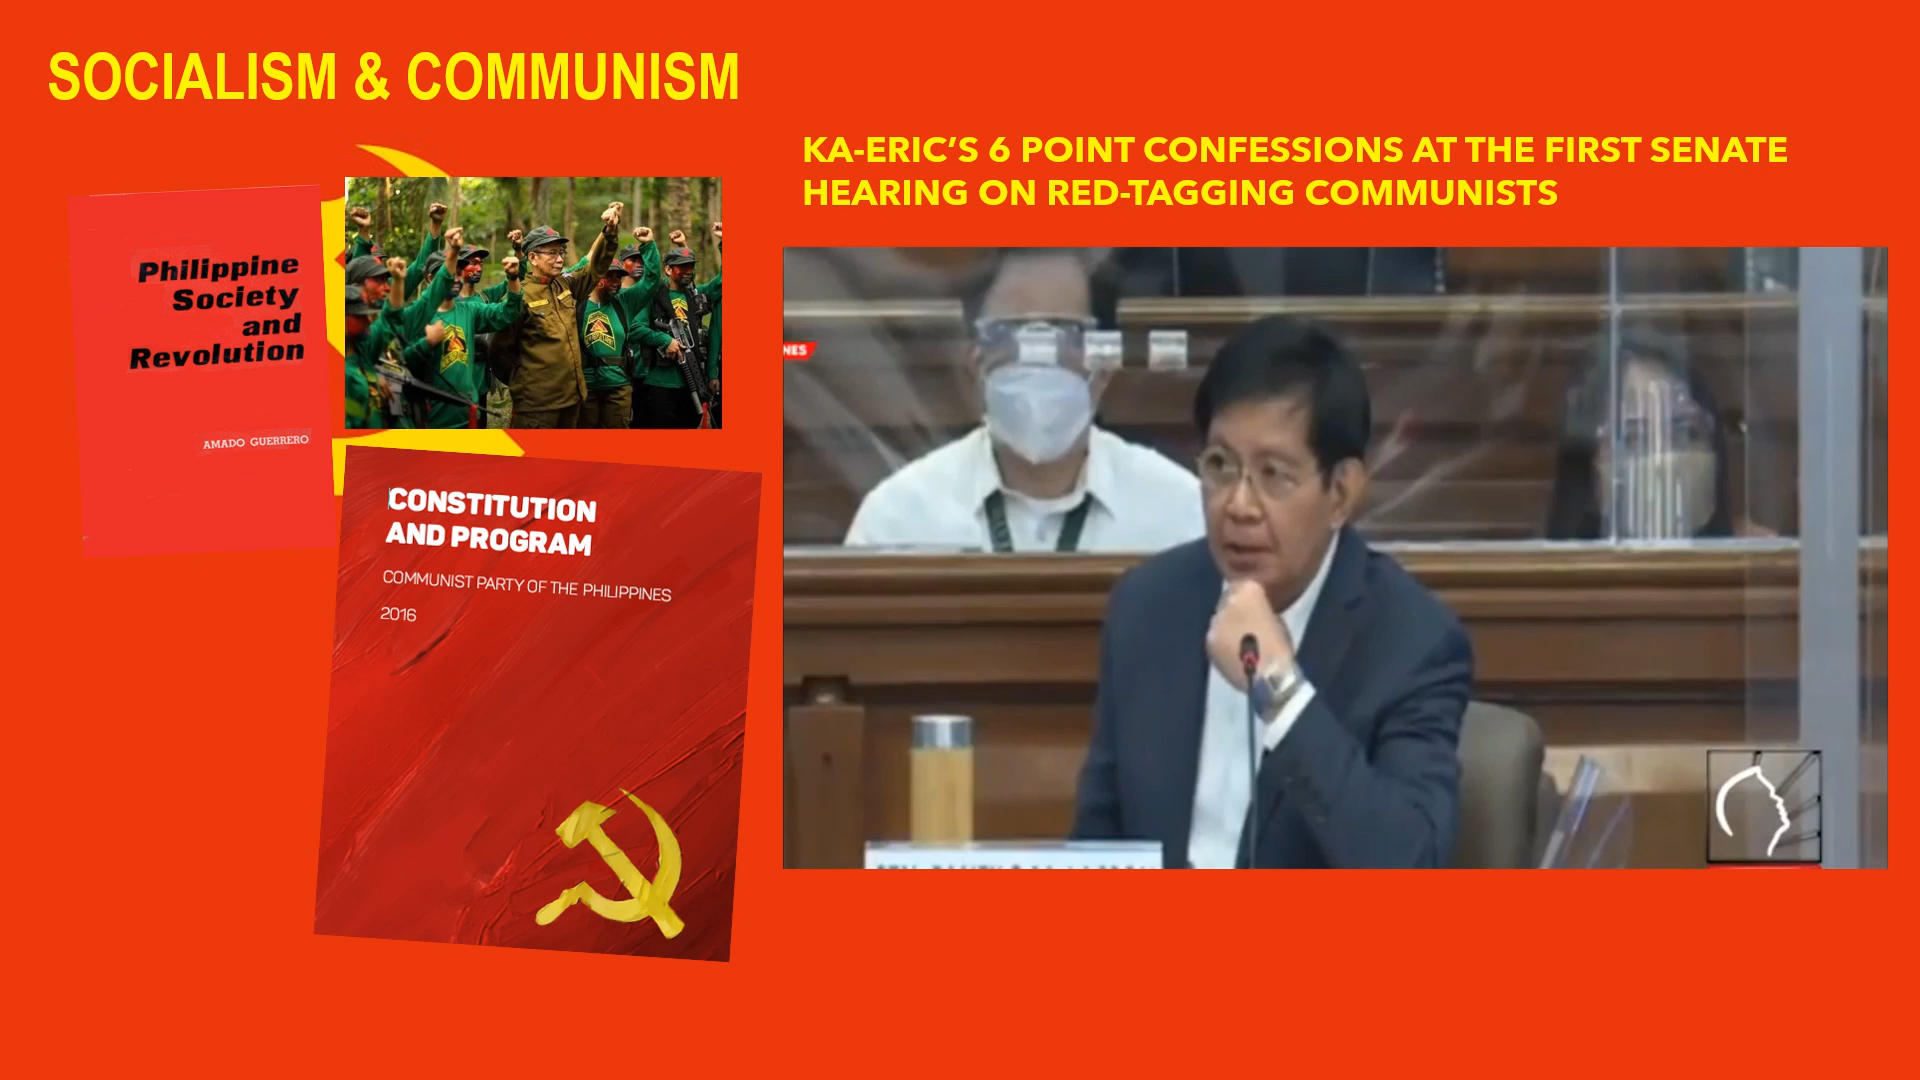 SOCIALISM & COMMUNISM
KA-ERIC'S 6 POINT CONFESSIONS AT THE FIRST SENATE
HEARING ON RED-TAGGING COMMUNISTS
Philippine
Society
and
Revolution
AMADO GUERRERO
CONSTITUTION
AND PROGRAM
COMMUNIST PARTY OF THE PHILIPPINES
2016
NES